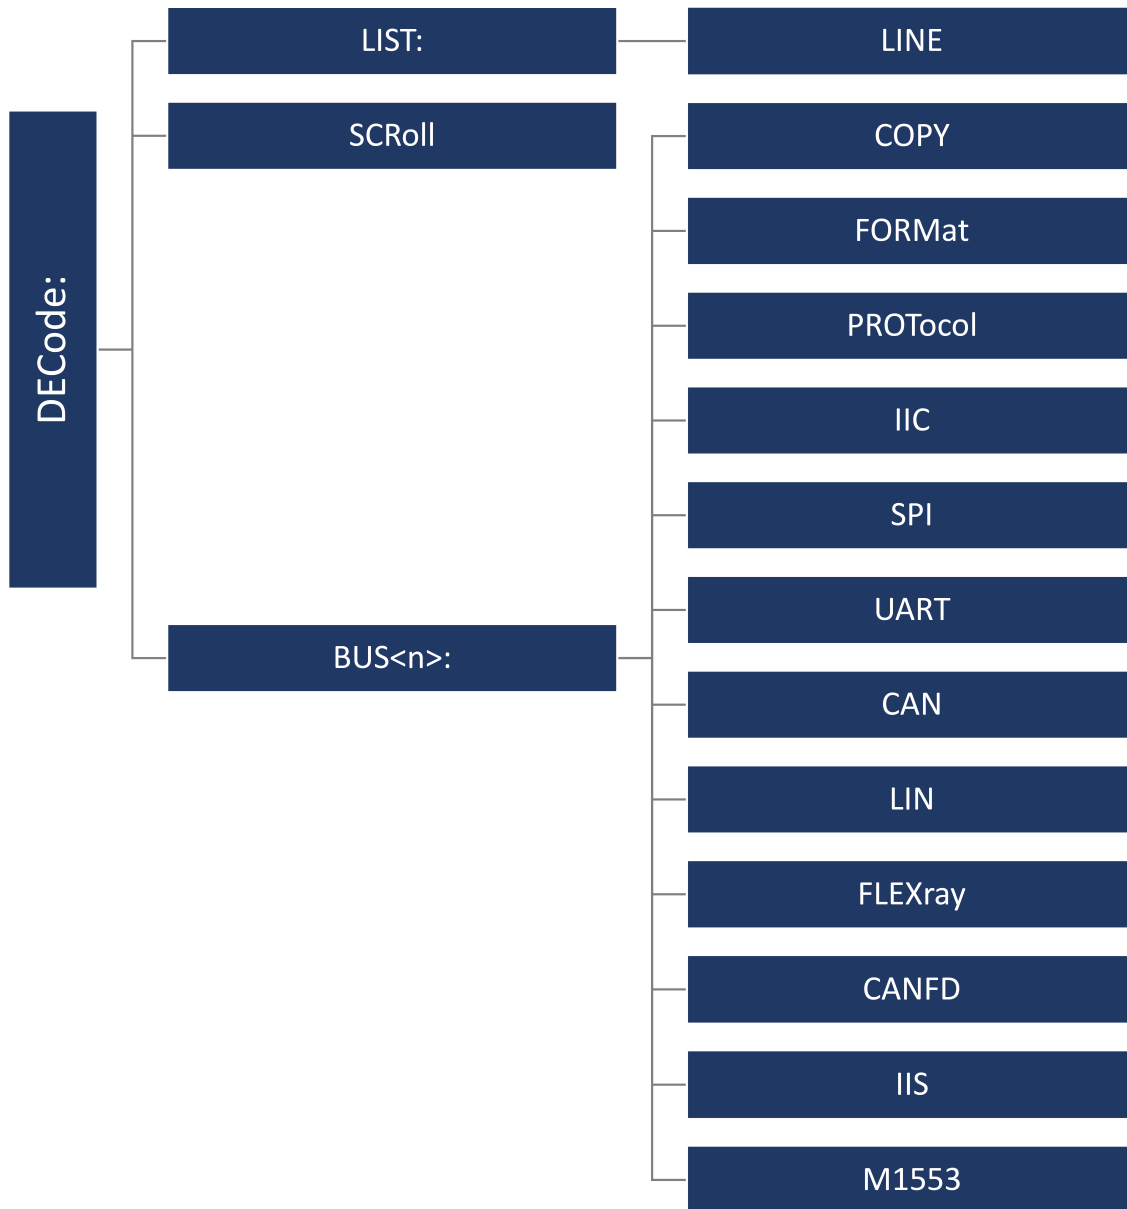 DECode:
LIST:
LINE
SCRoll
BUS<n>:
COPY
FORMat
PROTocol
IIC
SPI
UART
CAN
LIN
FLEXray
CANFD
IIS
M1553